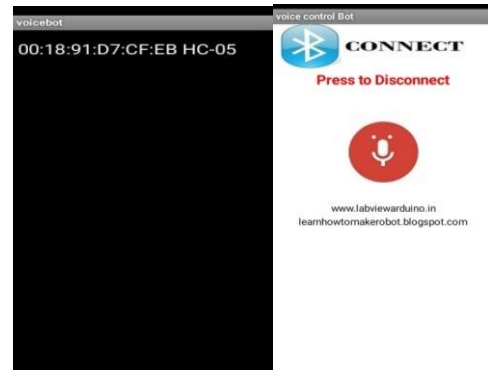 voicebot
00:18:91:D7:CF:EB HC-05
voice control Bot
CONNECT
Press to Disconnect
www.labviewarduino.in
learnhowtomakerobot.blogspot.com